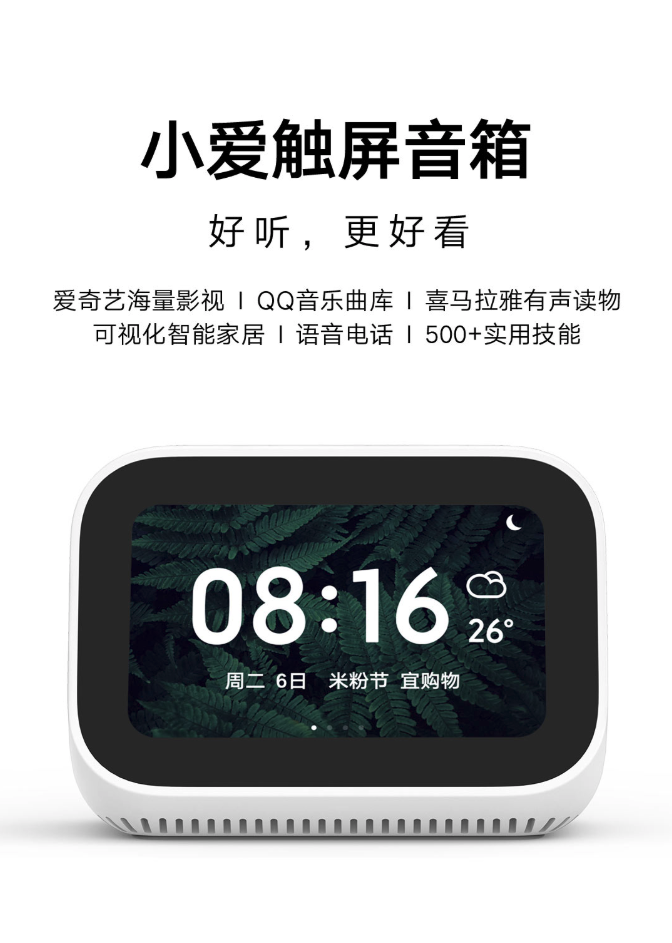 小爱触屏音箱
好听，更好看
爱奇艺海量影视 | QQ音乐曲库 | 喜马拉雅有声读物
可视化智能家居 | 语音电话 | 500+实用技能
08:16
26°
周二 6日 米粉节 宜购物